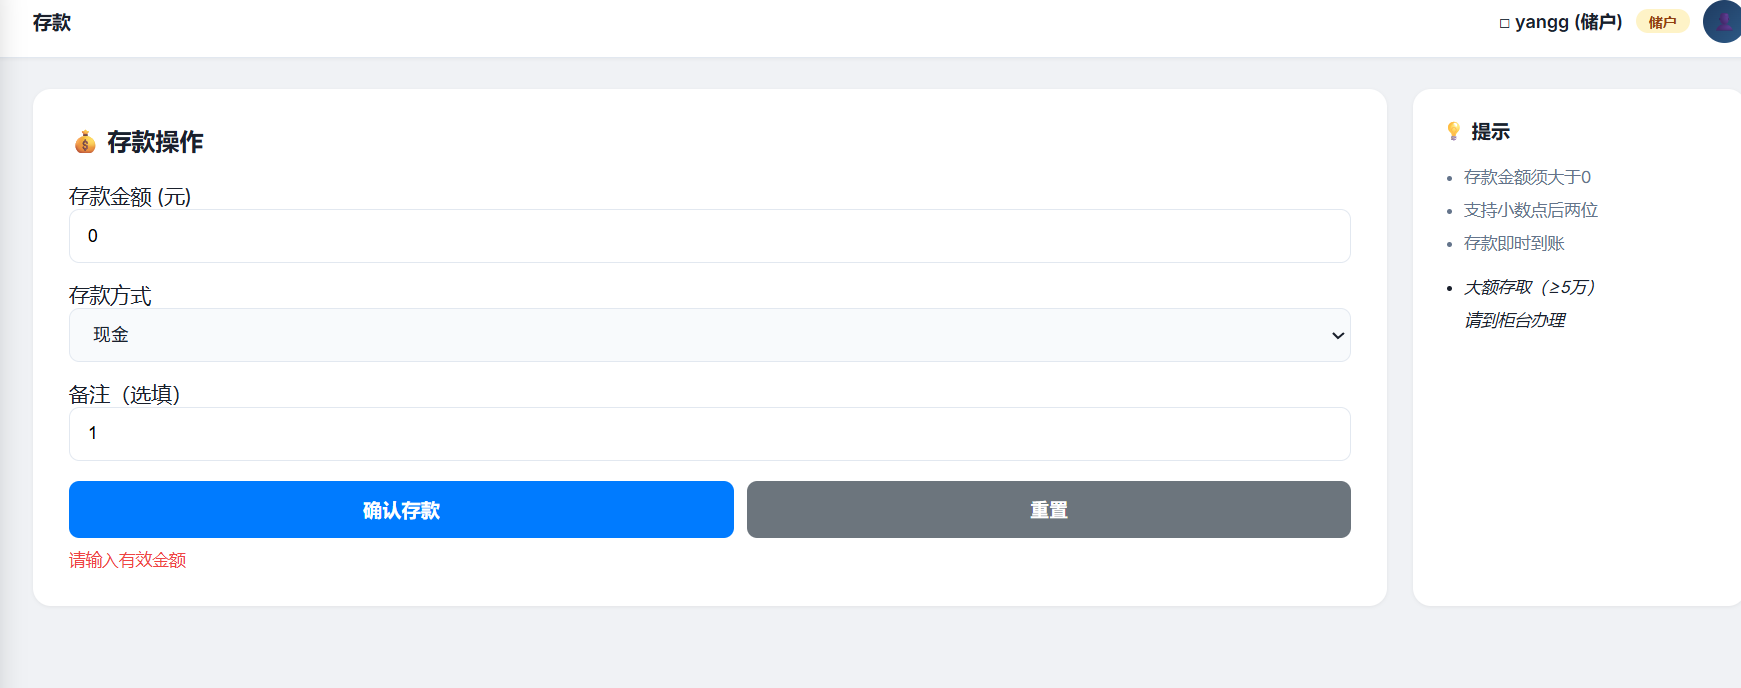 存款
yangg (储户) 储户
存款操作
存款金额 (元)
0
存款方式
现金
备注（选填）
1
确认存款 重置
请输入有效金额
提示
存款金额须大于0
支持小数点后两位
存款即时到账
大额存取（≥5万）
请到柜台办理